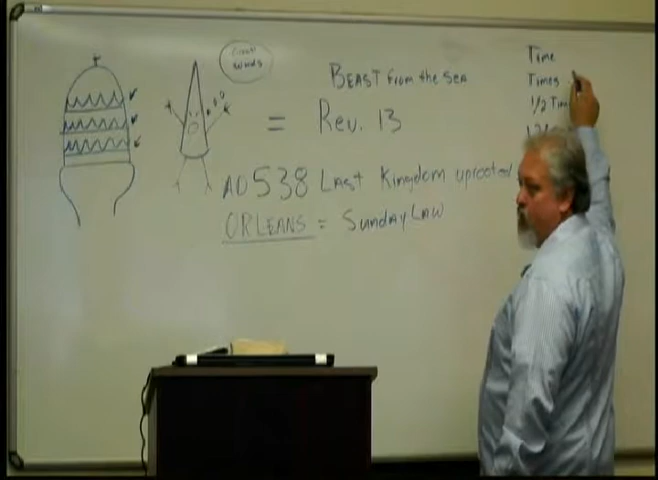 Great
Words
BEAST from the SEA
= Rev. 13
AD 538 Last Kingdom uprooted
ORLEANS = Sunday LAW
Time
Times
1/2 Tim